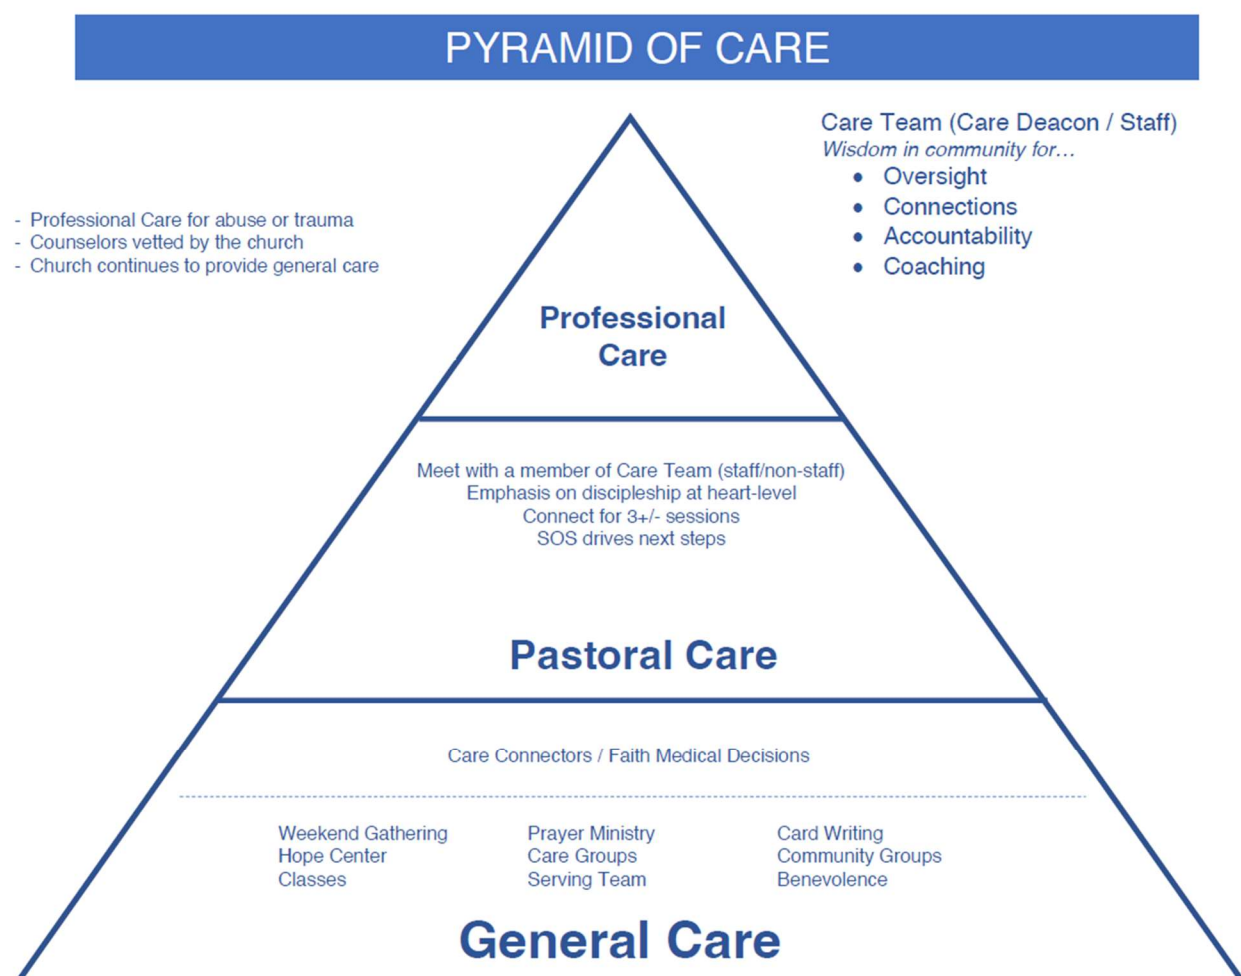 PYRAMID OF CARE
Care Team (Care Deacon / Staff)
Wisdom in community for…
• Oversight
• Connections
• Accountability
• Coaching
- Professional Care for abuse or trauma
- Counselors vetted by the church
- Church continues to provide general care
Professional
Care
Meet with a member of Care Team (staff/non-staff)
Emphasis on discipleship at heart-level
Connect for 3+/- sessions
SOS drives next steps
Pastoral Care
Care Connectors / Faith Medical Decisions
Weekend Gathering
Hope Center
Classes
Prayer Ministry
Care Groups
Serving Team
Card Writing
Community Groups
Benevolence
General Care